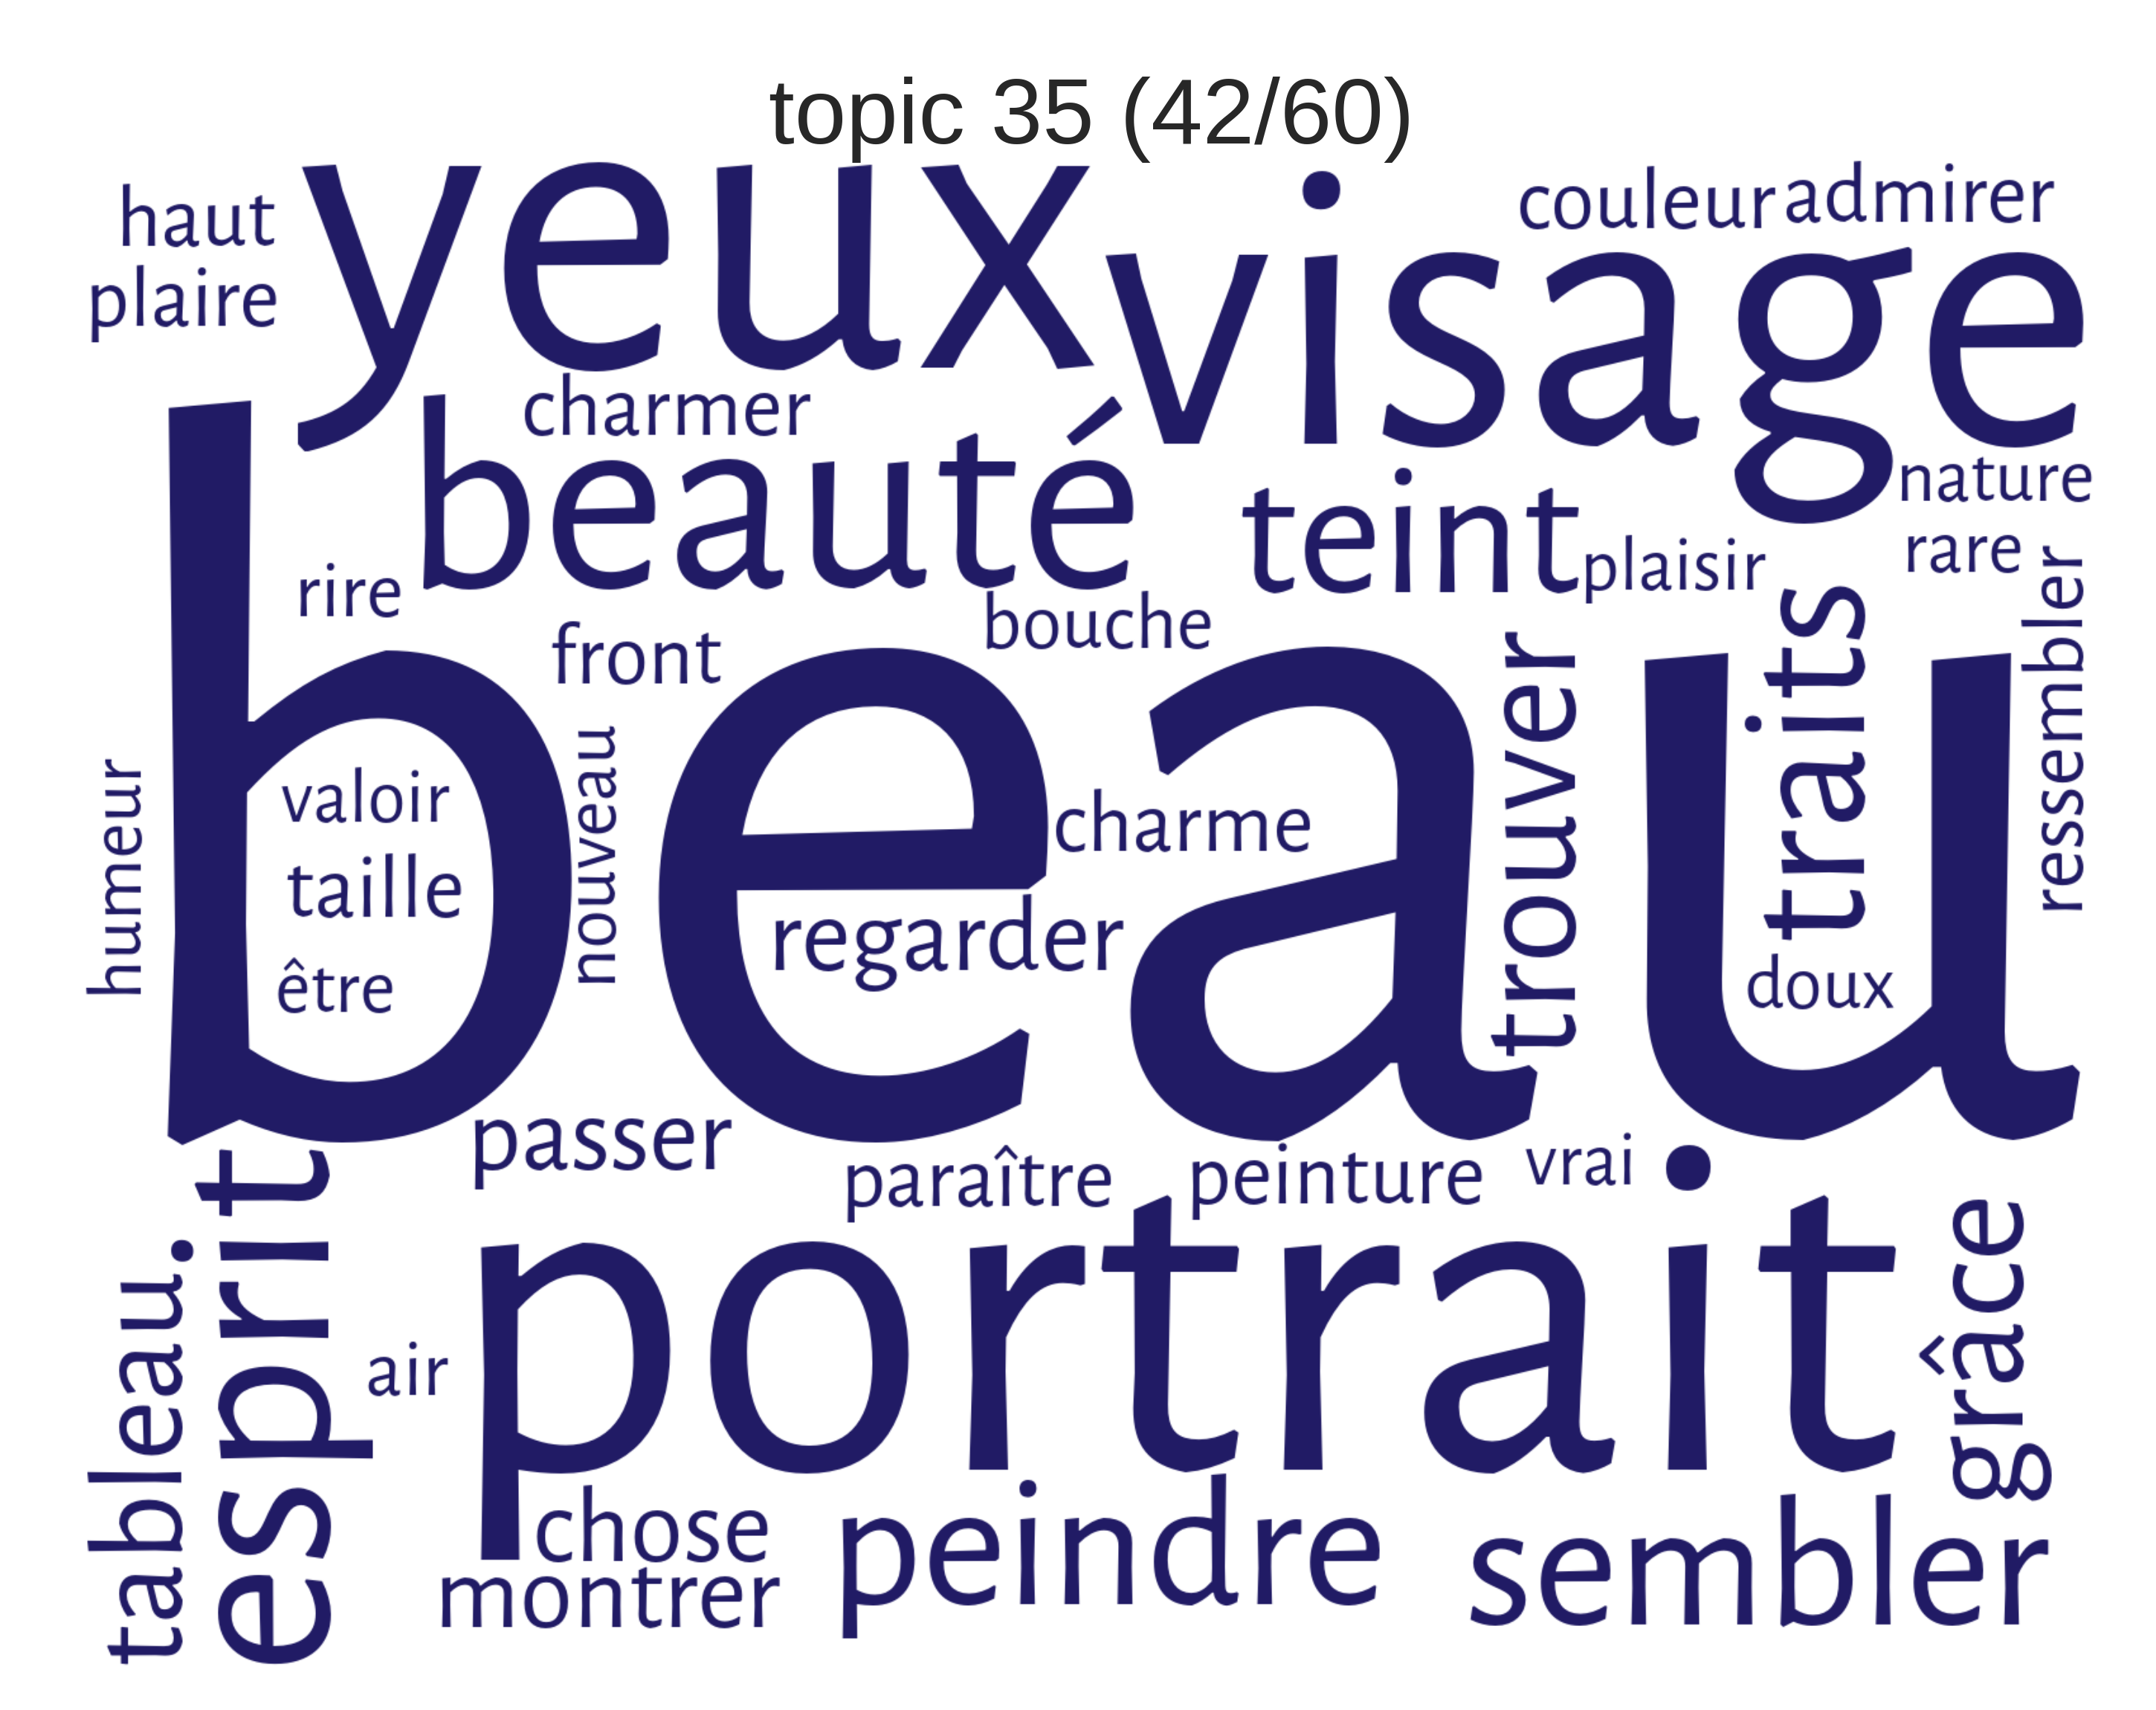 topic 35 (42/60)
haut
yeux
visage
couleur
admirer
plaire
charmer
beauté
teint
nature
plaisir
rare
rire
front
bouche
beau
trouver
traits
ressembler
humeur
valoir
taille
être
nouveau
charme
regarder
doux
passer
paraître
peinture
vrai
tableau
esprit
air
portrait
grâce
chose
montrer
peindre
sembler